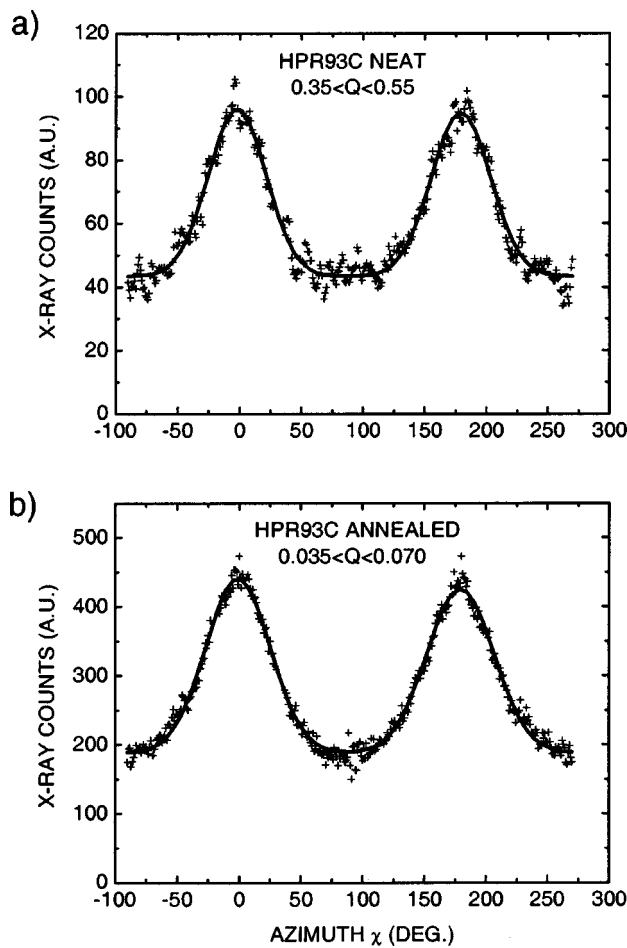 a)
120
HPR93C NEAT
0.35<Q<0.55
100
80
60
40
20
0
X-RAY COUNTS (A.U.)
-100 -50 0 50 100 150 200 250 300
b)
500
HPR93C ANNEALED
0.035<Q<0.070
400
300
200
100
0
X-RAY COUNTS (A.U.)
-100 -50 0 50 100 150 200 250 300
AZIMUTH χ (DEG.)